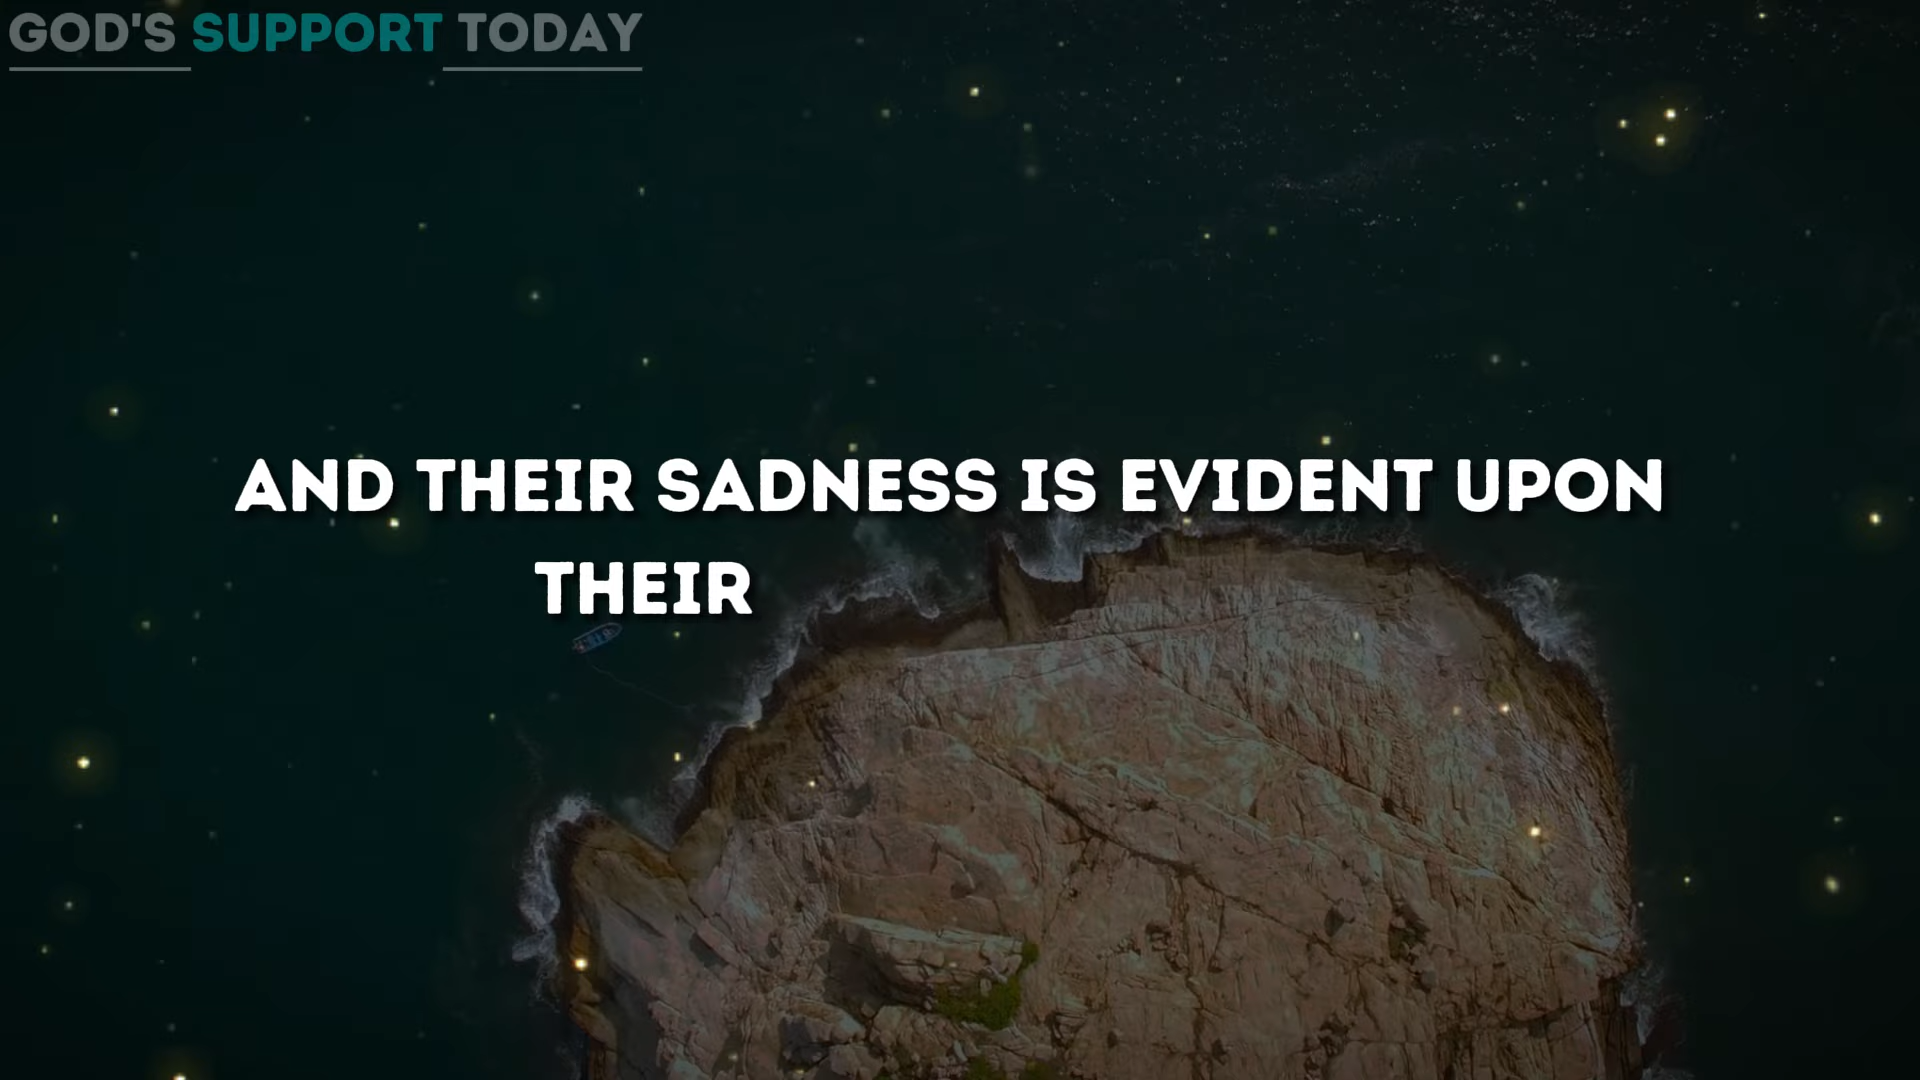 GOD'S SUPPORT TODAY
AND THEIR SADNESS IS EVIDENT UPON
THEIR